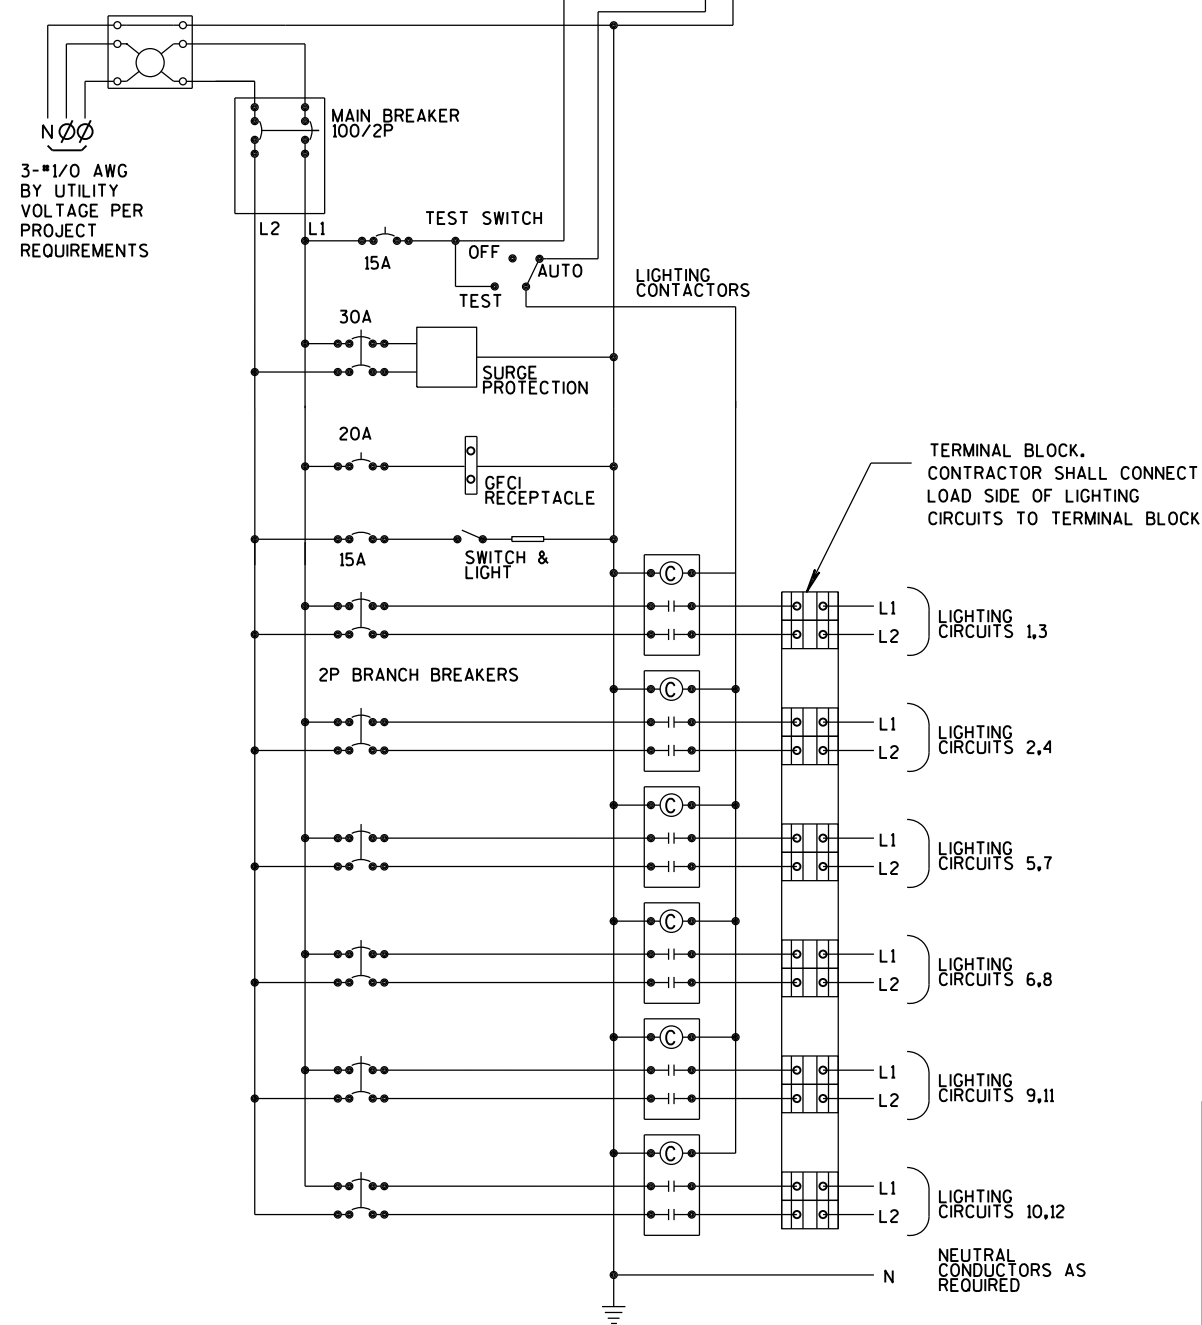 N ØØ
3-#1/0 AWG
BY UTILITY
VOLTAGE PER
PROJECT
REQUIREMENTS
MAIN BREAKER
100/2P
L2
L1
TEST SWITCH
15A
OFF
AUTO
TEST
LIGHTING
CONTACTORS
30A
SURGE
PROTECTION
20A
GFCI
RECEPTACLE
TERMINAL BLOCK.
CONTRACTOR SHALL CONNECT
LOAD SIDE OF LIGHTING
CIRCUITS TO TERMINAL BLOCK
15A
SWITCH &
LIGHT
C
L1
L2
LIGHTING
CIRCUITS 1,3
2P BRANCH BREAKERS
C
L1
L2
LIGHTING
CIRCUITS 2,4
C
L1
L2
LIGHTING
CIRCUITS 5,7
C
L1
L2
LIGHTING
CIRCUITS 6,8
C
L1
L2
LIGHTING
CIRCUITS 9,11
C
L1
L2
LIGHTING
CIRCUITS 10,12
N
NEUTRAL
CONDUCTORS AS
REQUIRED